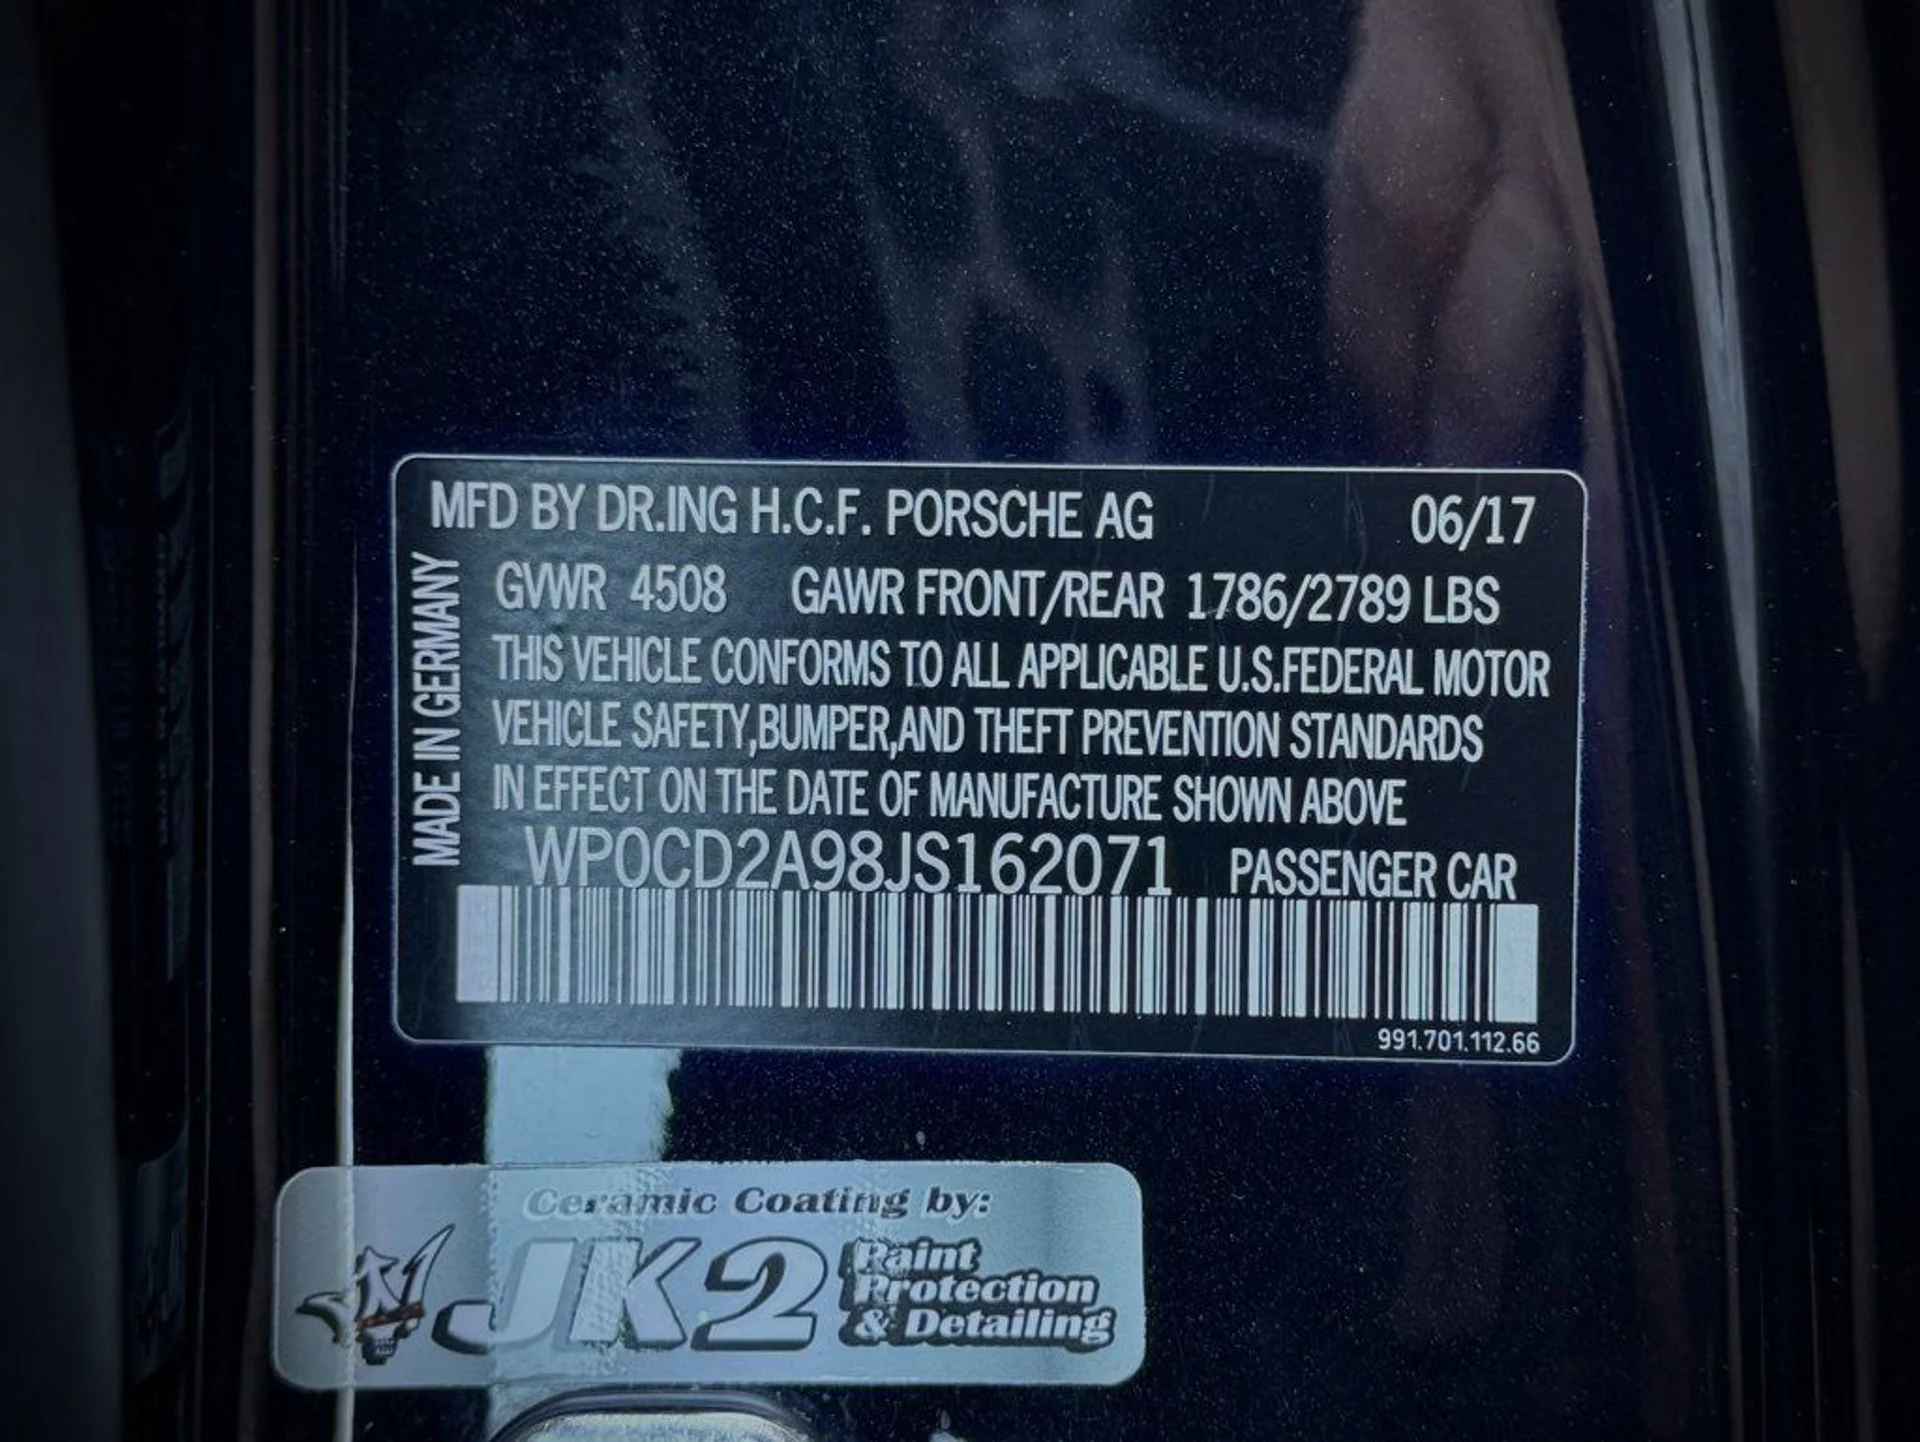 MFD BY DR.ING H.C.F. PORSCHE AG 06/17
GVWR 4508 GAWR FRONT/REAR 1786/2789 LBS
THIS VEHICLE CONFORMS TO ALL APPLICABLE U.S.FEDERAL MOTOR
VEHICLE SAFETY,BUMPER,AND THEFT PREVENTION STANDARDS
IN EFFECT ON THE DATE OF MANUFACTURE SHOWN ABOVE
MADE IN GERMANY
WP0CD2A98JS162071 PASSENGER CAR
991.701.112.66
Ceramic Coating by:
JK2
Paint
Protection
& Detailing